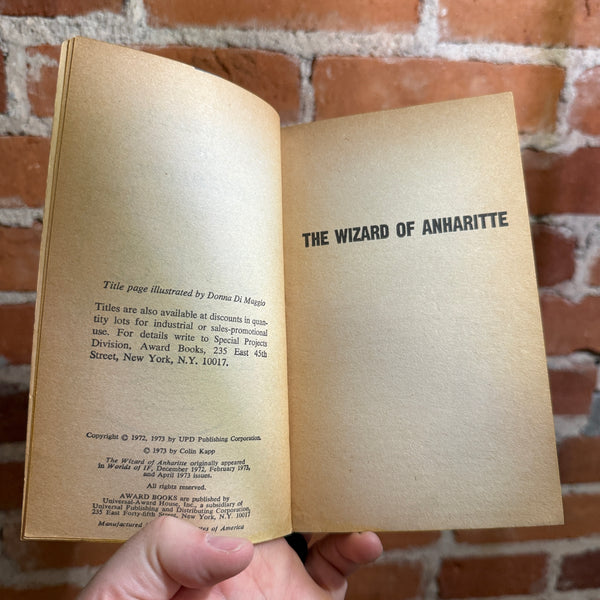 Title page illustrated by Donna Di Maggio
Titles are also available at discounts in quan-
tity lots for industrial or sales-promotional
use. For details write to Special Projects
Division, Award Books, 235 East 45th
Street, New York, N.Y. 10017.
Copyright © 1972, 1973 by UPD Publishing Corporation.
© 1973 by Colin Kapp
The Wizard of Anharitte originally appeared
in Worlds of IF, December 1972, February 1973,
and April 1973 issues.
All rights reserved.
AWARD BOOKS are published by
Universal-Award House, Inc., a subsidiary of
Universal Publishing and Distributing Corporation,
235 East Forty-fifth Street, New York, N.Y. 10017
Manufactured of America
THE WIZARD OF ANHARITTE